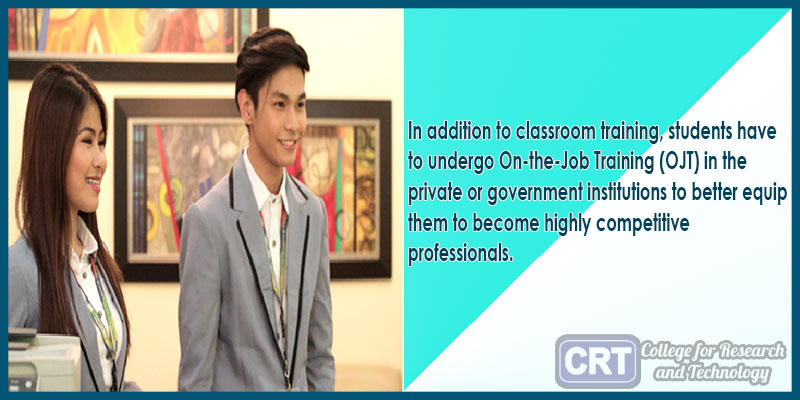 In addition to classroom training, students have
to undergo On-the-Job Training (OJT) in the
private or government institutions to better equip
them to become highly competitive
professionals.
CRT College for Research
and Technology